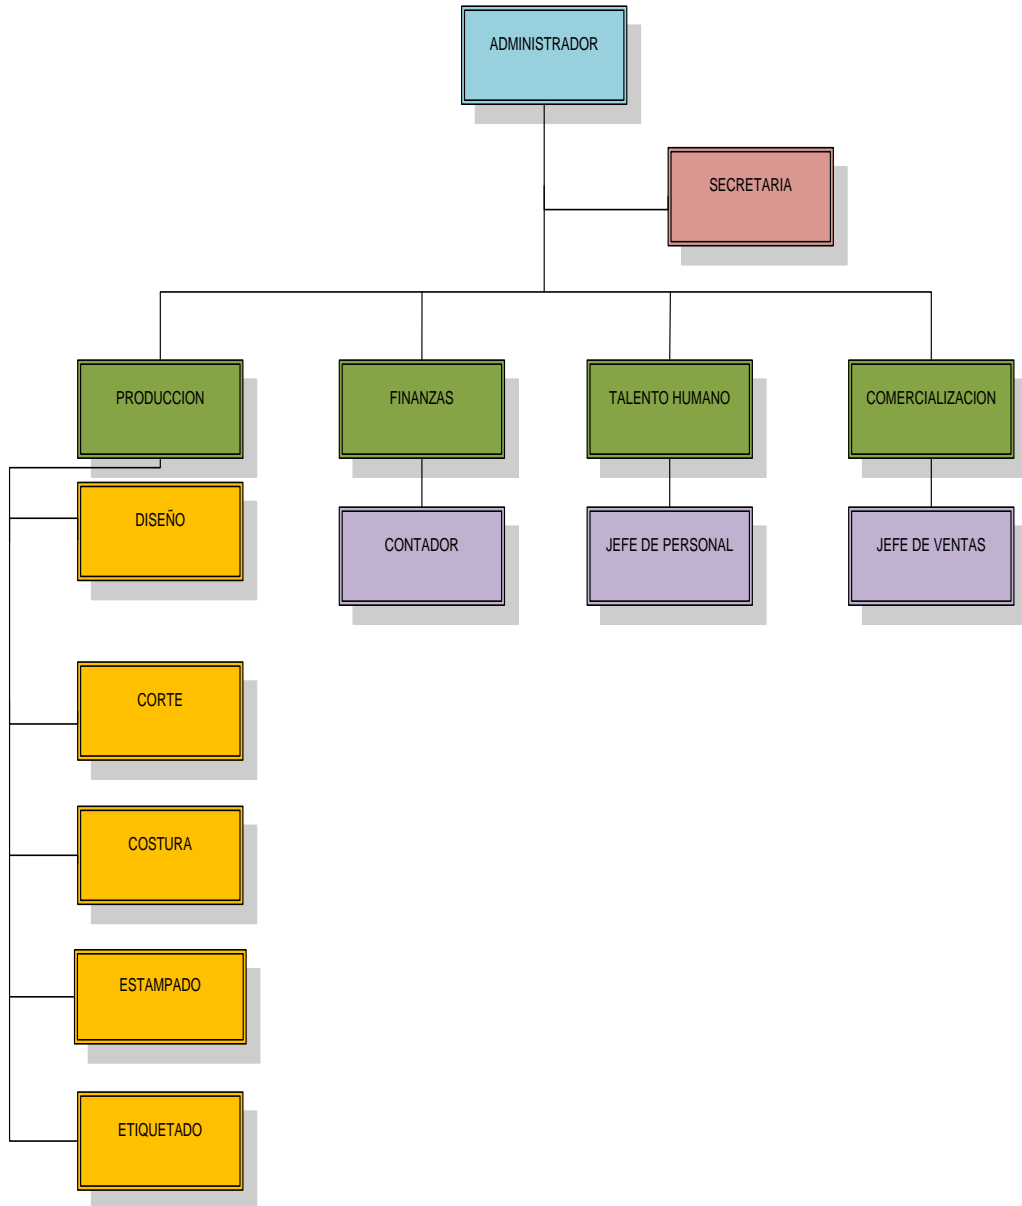 ADMINISTRADOR
SECRETARIA
PRODUCCION
FINANZAS
TALENTO HUMANO
COMERCIALIZACION
DISEÑO
CONTADOR
JEFE DE PERSONAL
JEFE DE VENTAS
CORTE
COSTURA
ESTAMPADO
ETIQUETADO